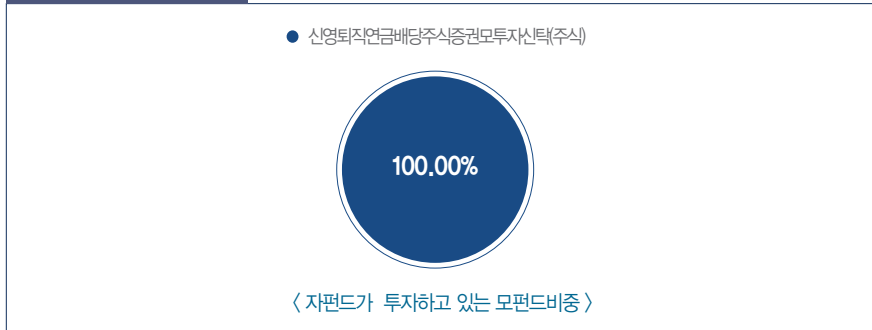 ● 신영퇴직연금배당주식증권모투자신탁(주식)
100.00%
〈 자펀드가 투자하고 있는 모펀드비중 〉